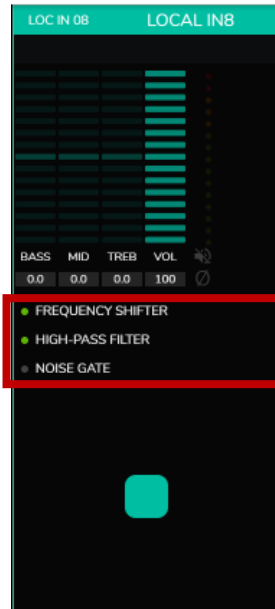 LOC IN 08 LOCAL IN8
BASS MID TREB VOL
0.0 0.0 0.0 100
FREQUENCY SHIFTER
HIGH-PASS FILTER
NOISE GATE